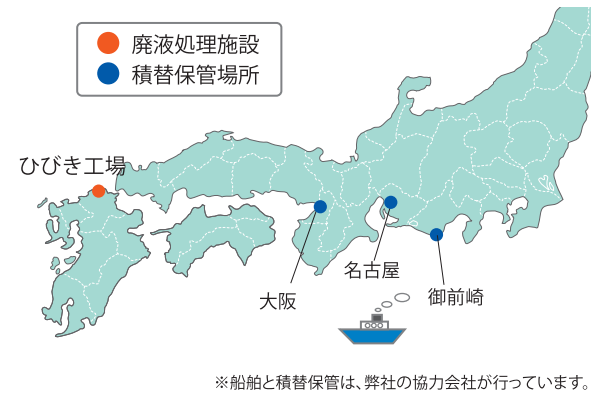 廃液処理施設
積替保管場所
ひびき工場
名古屋
大阪
御前崎
※船舶と積替保管は、弊社の協力会社が行っています。